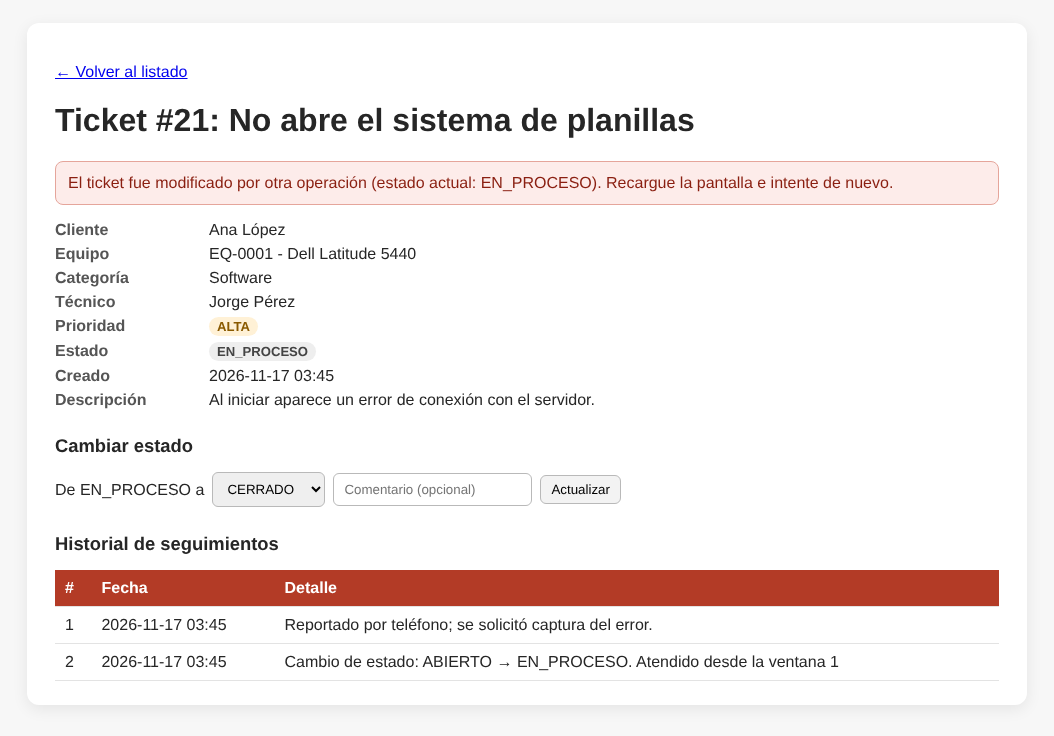 ← Volver al listado
Ticket #21: No abre el sistema de planillas
El ticket fue modificado por otra operación (estado actual: EN_PROCESO). Recargue la pantalla e intente de nuevo.
Cliente Ana López
Equipo EQ-0001 - Dell Latitude 5440
Categoría Software
Técnico Jorge Pérez
Prioridad ALTA
Estado EN_PROCESO
Creado 2026-11-17 03:45
Descripción Al iniciar aparece un error de conexión con el servidor.
Cambiar estado
De EN_PROCESO a CERRADO Comentario (opcional) Actualizar
Historial de seguimientos
# Fecha Detalle
1 2026-11-17 03:45 Reportado por teléfono; se solicitó captura del error.
2 2026-11-17 03:45 Cambio de estado: ABIERTO → EN_PROCESO. Atendido desde la ventana 1